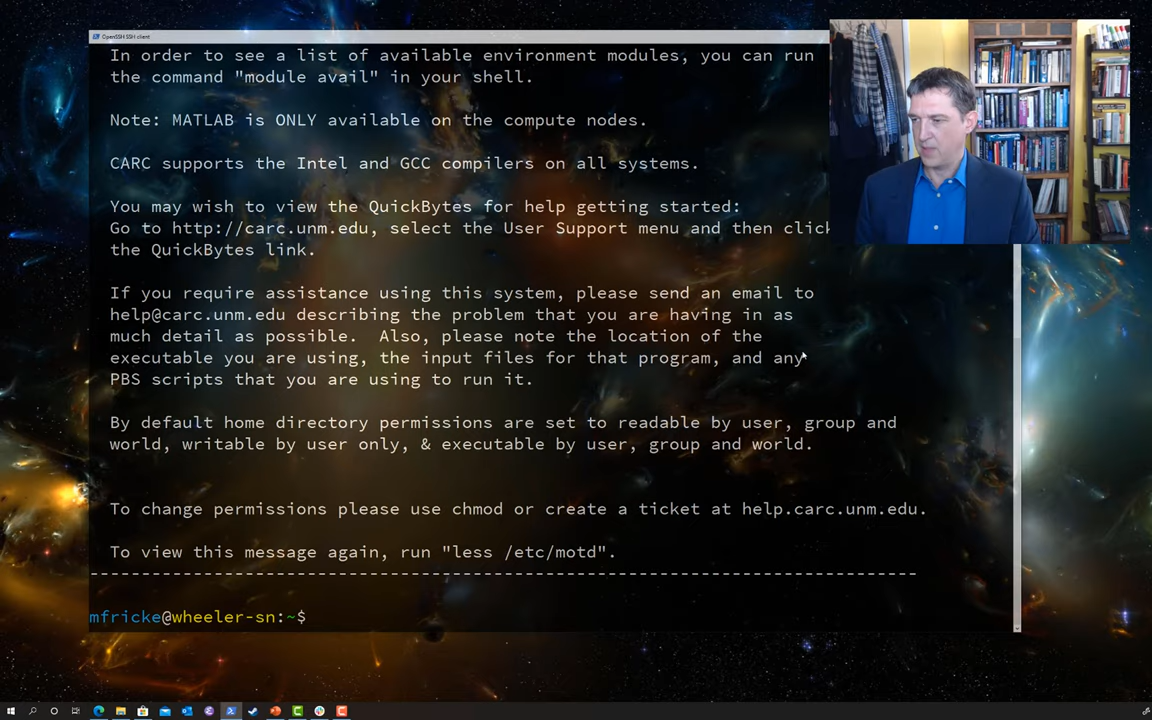 OpenSSH SSH client
In order to see a list of available environment modules, you can run
the command "module avail" in your shell.
Note: MATLAB is ONLY available on the compute nodes.
CARC supports the Intel and GCC compilers on all systems.
You may wish to view the QuickBytes for help getting started:
Go to http://carc.unm.edu, select the User Support menu and then click
the QuickBytes link.
If you require assistance using this system, please send an email to
help@carc.unm.edu describing the problem that you are having in as
much detail as possible.  Also, please note the location of the
executable you are using, the input files for that program, and any
PBS scripts that you are using to run it.
By default home directory permissions are set to readable by user, group and
world, writable by user only, & executable by user, group and world.
To change permissions please use chmod or create a ticket at help.carc.unm.edu.
To view this message again, run "less /etc/motd".
--------------------------------------------------------------------------------
mfricke@wheeler-sn:~$